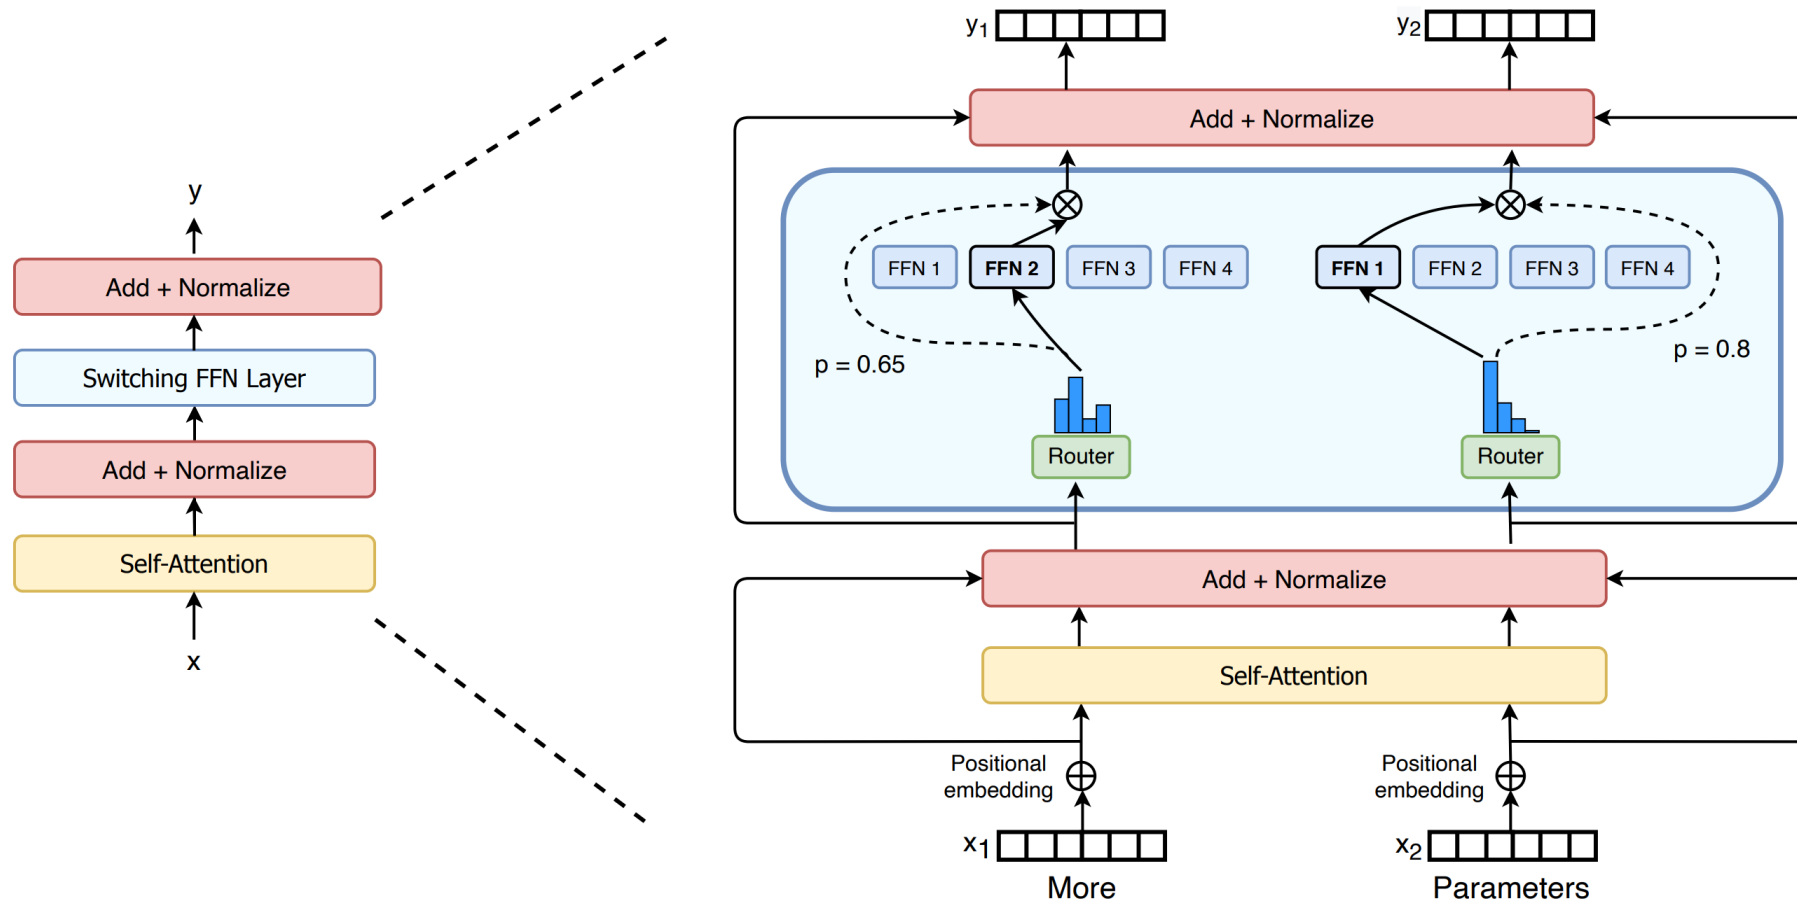 y
Add + Normalize
Switching FFN Layer
Add + Normalize
Self-Attention
x
y1 y2
Add + Normalize
FFN 1 FFN 2 FFN 3 FFN 4 FFN 1 FFN 2 FFN 3 FFN 4
p = 0.65 p = 0.8
Router Router
Add + Normalize
Self-Attention
Positional embedding Positional embedding
x1 x2
More Parameters